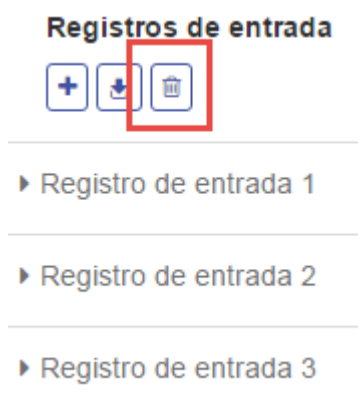 Registros de entrada
Registro de entrada 1
Registro de entrada 2
Registro de entrada 3